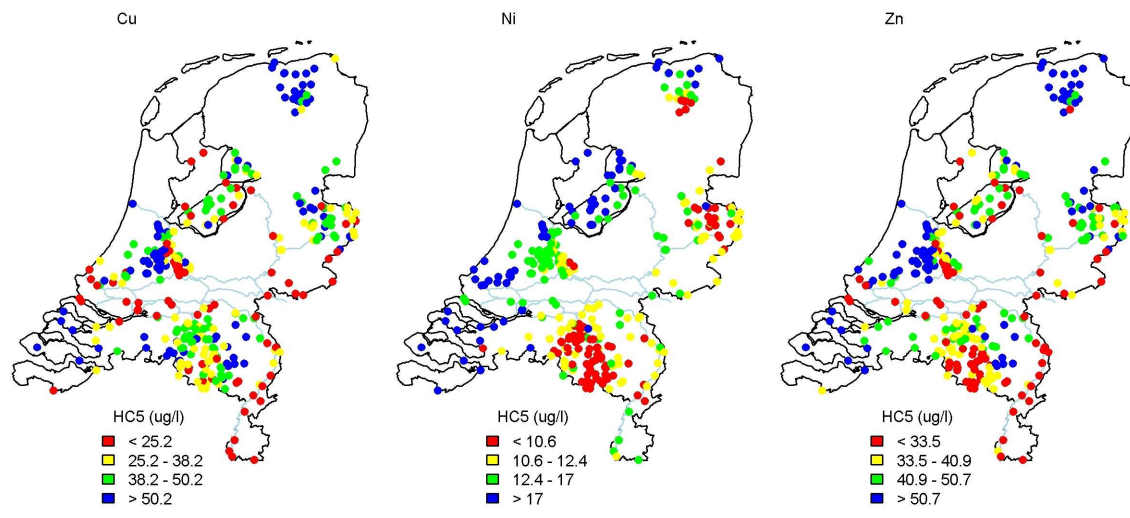 Cu
Ni
Zn
HC5 (ug/l)
< 25.2
25.2 - 38.2
38.2 - 50.2
> 50.2
HC5 (ug/l)
< 10.6
10.6 - 12.4
12.4 - 17
> 17
HC5 (ug/l)
< 33.5
33.5 - 40.9
40.9 - 50.7
> 50.7